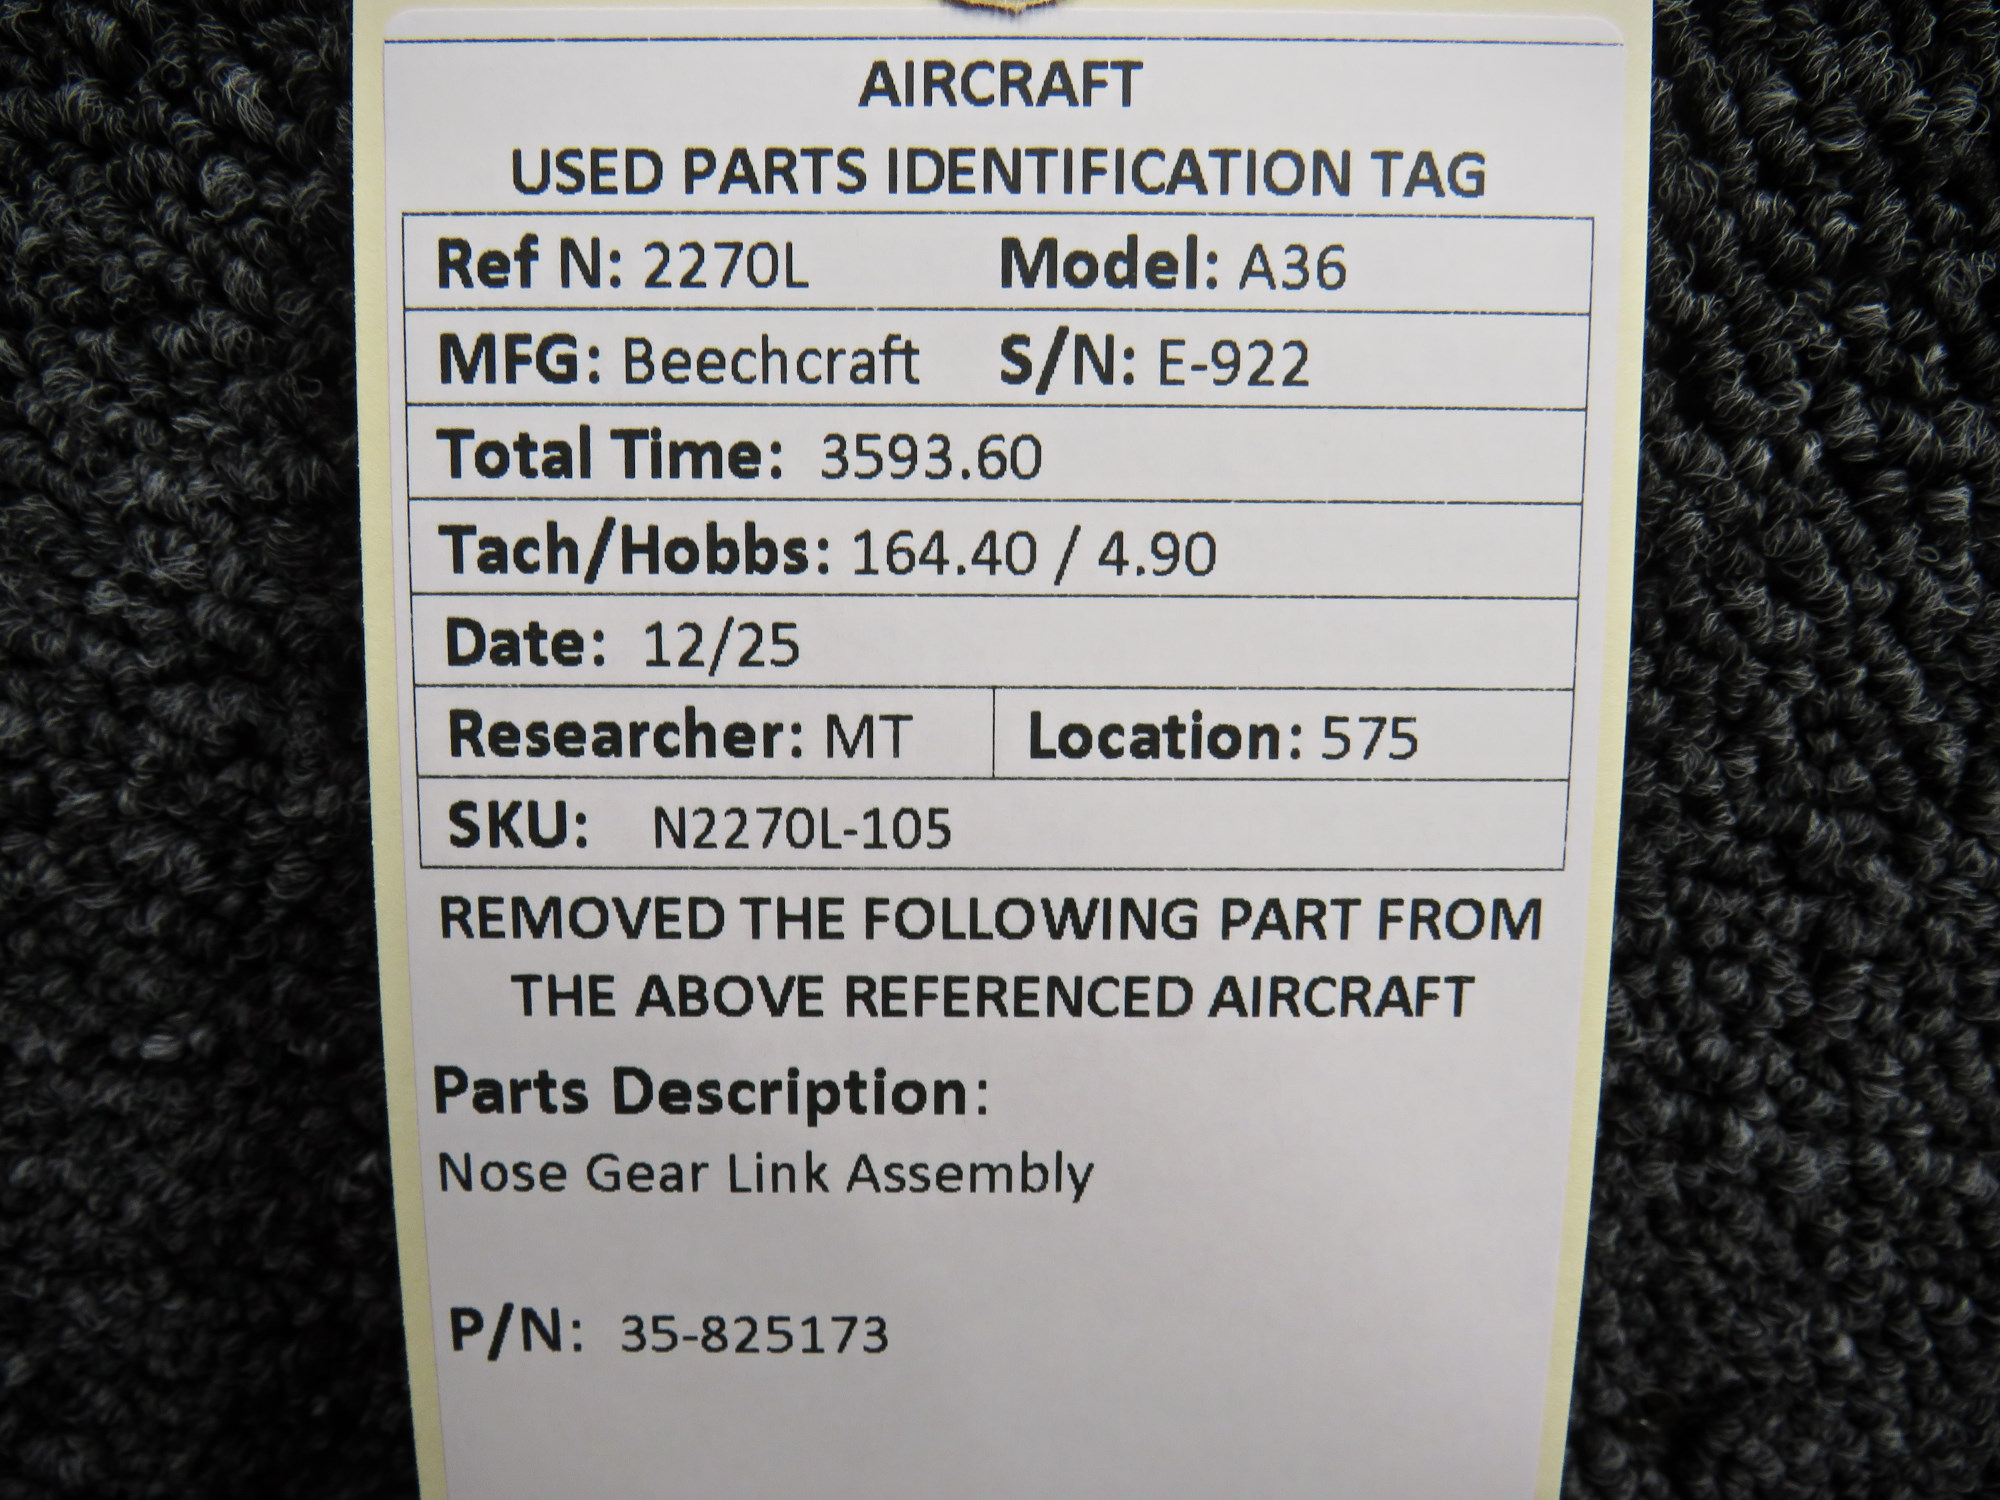 AIRCRAFT
USED PARTS IDENTIFICATION TAG
Ref N: 2270L Model: A36
MFG: Beechcraft S/N: E-922
Total Time: 3593.60
Tach/Hobbs: 164.40 / 4.90
Date: 12/25
Researcher: MT Location: 575
SKU: N2270L-105
REMOVED THE FOLLOWING PART FROM
THE ABOVE REFERENCED AIRCRAFT
Parts Description:
Nose Gear Link Assembly
P/N: 35-825173